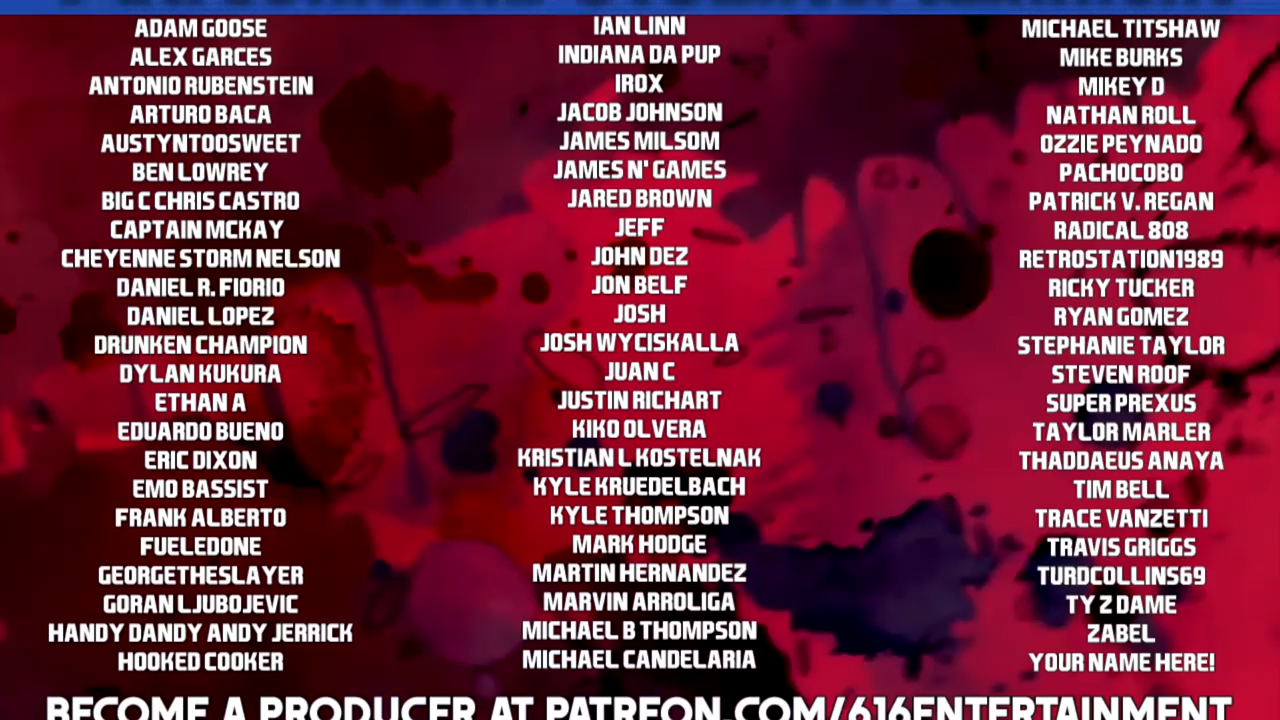 ADAM GOOSE
ALEX GARCES
ANTONIO RUBENSTEIN
ARTURO BACA
AUSTYNTOOSWEET
BEN LOWREY
BIG C CHRIS CASTRO
CAPTAIN MCKAY
CHEYENNE STORM NELSON
DANIEL R. FIORIO
DANIEL LOPEZ
DRUNKEN CHAMPION
DYLAN KUKURA
ETHAN A
EDUARDO BUENO
ERIC DIXON
EMO BASSIST
FRANK ALBERTO
FUELEDONE
GEORGETHESLAYER
GORAN LJUBOJEVIC
HANDY DANDY ANDY JERRICK
HOOKED COOKER
IAN LINN
INDIANA DA PUP
IROX
JACOB JOHNSON
JAMES MILSOM
JAMES N' GAMES
JARED BROWN
JEFF
JOHN DEZ
JON BELF
JOSH
JOSH WYCISKALLA
JUAN C
JUSTIN RICHART
KIKO OLVERA
KRISTIAN L KOSTELNAK
KYLE KRUEDELBACH
KYLE THOMPSON
MARK HODGE
MARTIN HERNANDEZ
MARVIN ARROLIGA
MICHAEL B THOMPSON
MICHAEL CANDELARIA
MICHAEL TITSHAW
MIKE BURKS
MIKEY D
NATHAN ROLL
OZZIE PEYNADO
PACHOCOBO
PATRICK V. REGAN
RADICAL 808
RETROSTATION1989
RICKY TUCKER
RYAN GOMEZ
STEPHANIE TAYLOR
STEVEN ROOF
SUPER PREXUS
TAYLOR MARLER
THADDAEUS ANAYA
TIM BELL
TRACE VANZETTI
TRAVIS GRIGGS
TURDCOLLINS69
TY Z DAME
ZABEL
YOUR NAME HERE!
BECOME A PRODUCER AT PATREON.COM/616ENTERTAINMENT